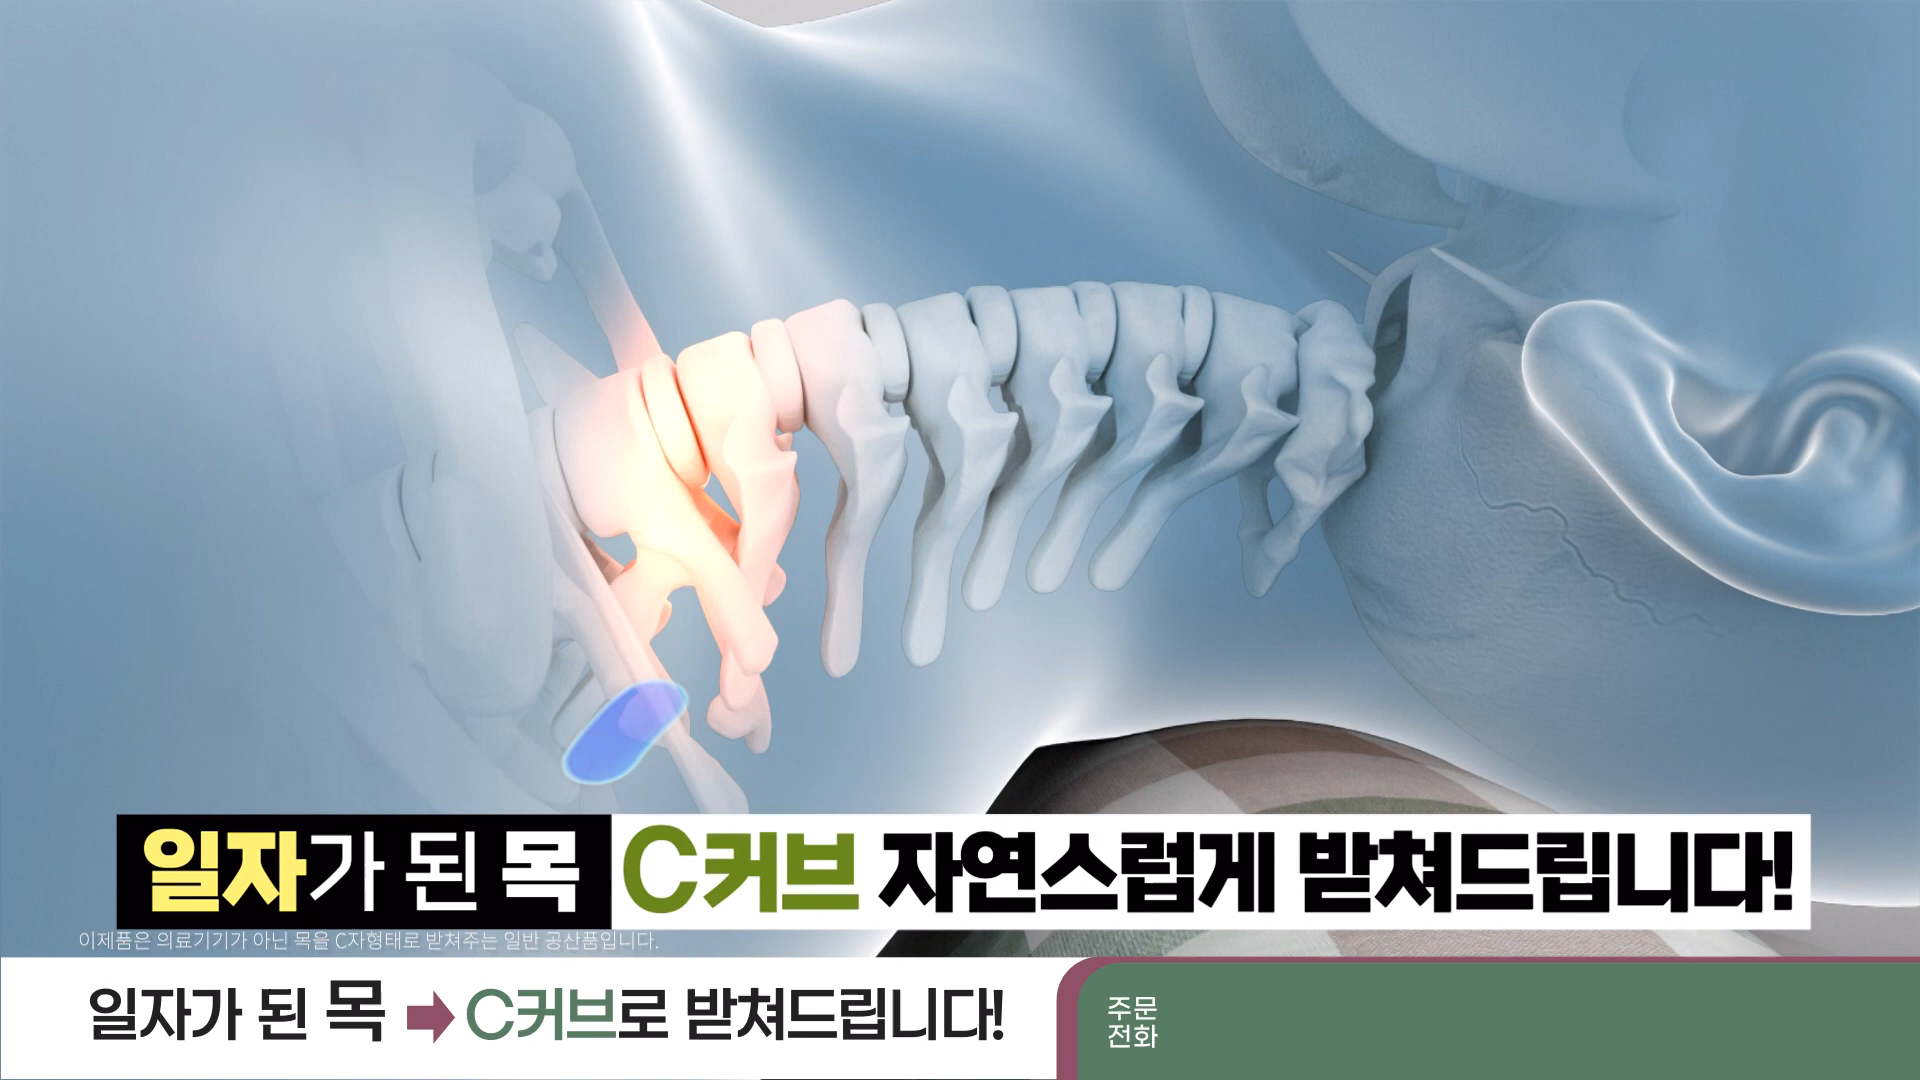 일자가 된 목 C커브 자연스럽게 받쳐드립니다!
이제품은 의료기기가 아닌 목을 C자형태로 받쳐주는 일반 공산품입니다.
일자가 된 목 ➡ C커브로 받쳐드립니다!
주문
전화